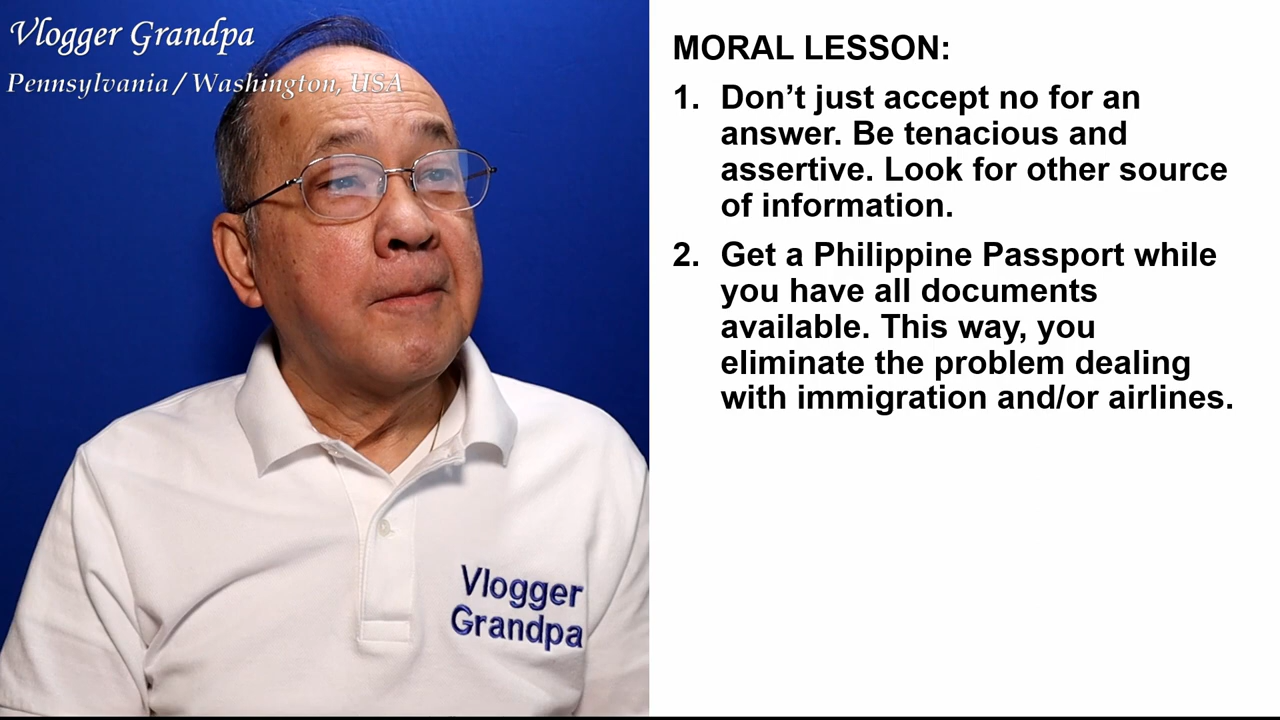 Vlogger Grandpa
Pennsylvania / Washington, USA
MORAL LESSON:
1. Don't just accept no for an
answer. Be tenacious and
assertive. Look for other source
of information.
2. Get a Philippine Passport while
you have all documents
available. This way, you
eliminate the problem dealing
with immigration and/or airlines.
Vlogger
Grandpa